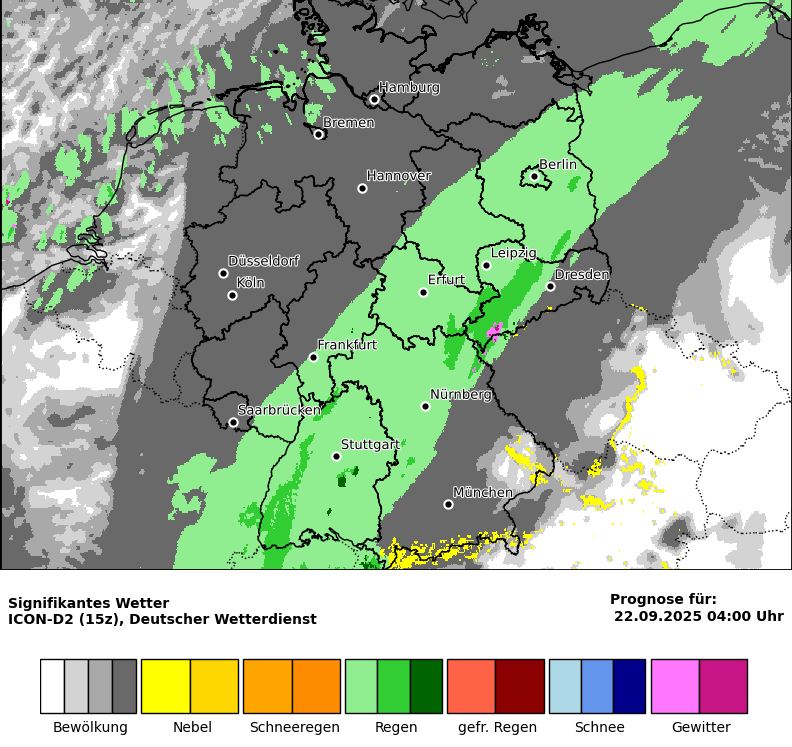 Hamburg
Bremen
Berlin
Hannover
Leipzig
Düsseldorf
Dresden
Köln
Erfurt
Frankfurt
Nürnberg
Saarbrücken
Stuttgart
München
Signifikantes Wetter
ICON-D2 (15z), Deutscher Wetterdienst
Prognose für:
22.09.2025 04:00 Uhr
Bewölkung Nebel Schneeregen Regen gefr. Regen Schnee Gewitter